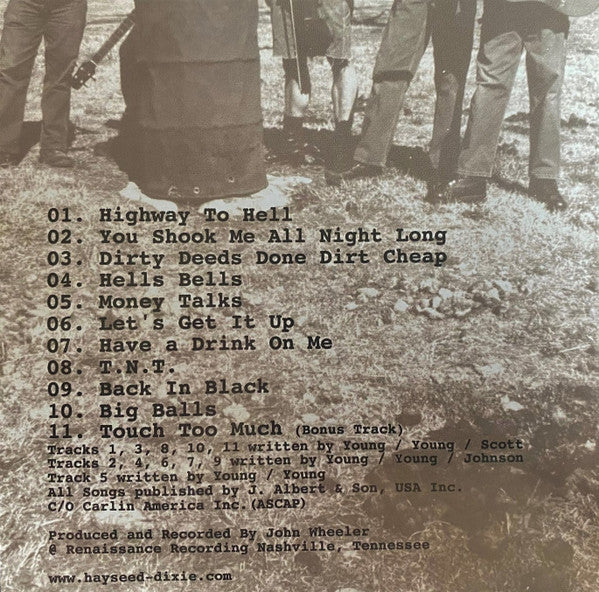 01. Highway To Hell
02. You Shook Me All Night Long
03. Dirty Deeds Done Dirt Cheap
04. Hells Bells
05. Money Talks
06. Let's Get It Up
07. Have a Drink On Me
08. T.N.T.
09. Back In Black
10. Big Balls
11. Touch Too Much (Bonus Track)
Tracks 1, 3, 8, 10, 11 written by Young / Young / Scott
Tracks 2, 4, 6, 7, 9 written by Young / Young / Johnson
Track 5 written by Young / Young
All Songs published by J. Albert & Son, USA Inc.
C/O Carlin America Inc.(ASCAP)
Produced and Recorded By John Wheeler
@ Renaissance Recording Nashville, Tennessee
www.hayseed-dixie.com